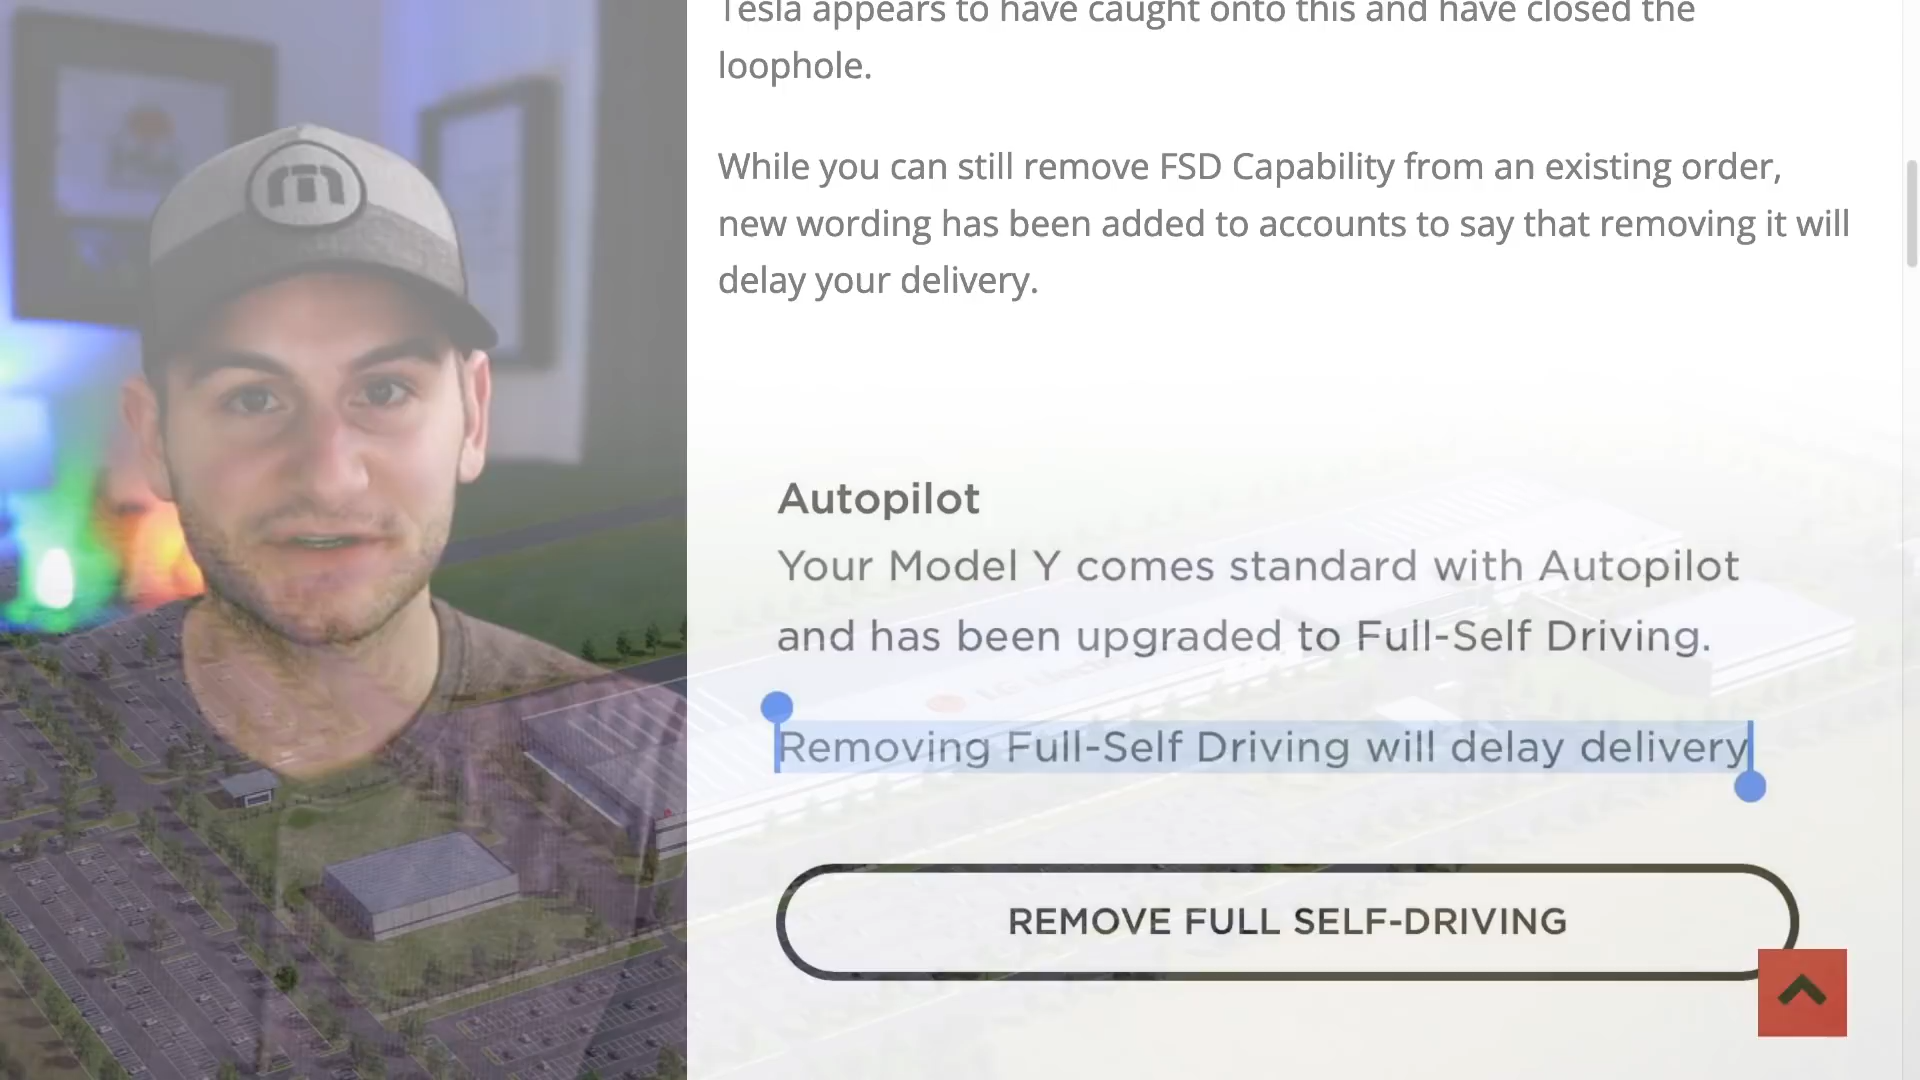 Tesla appears to have caught onto this and have closed the
loophole.
While you can still remove FSD Capability from an existing order,
new wording has been added to accounts to say that removing it will
delay your delivery.
Autopilot
Your Model Y comes standard with Autopilot
and has been upgraded to Full-Self Driving.
Removing Full-Self Driving will delay delivery
REMOVE FULL SELF-DRIVING